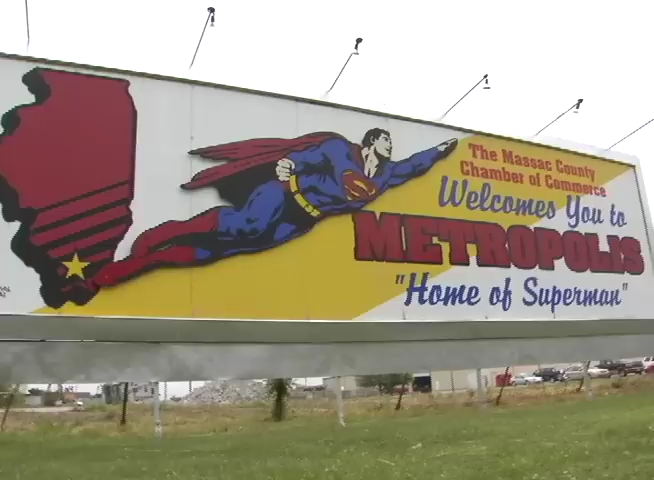 The Massac County
Chamber of Commerce
Welcomes You to
METROPOLIS
"Home of Superman"